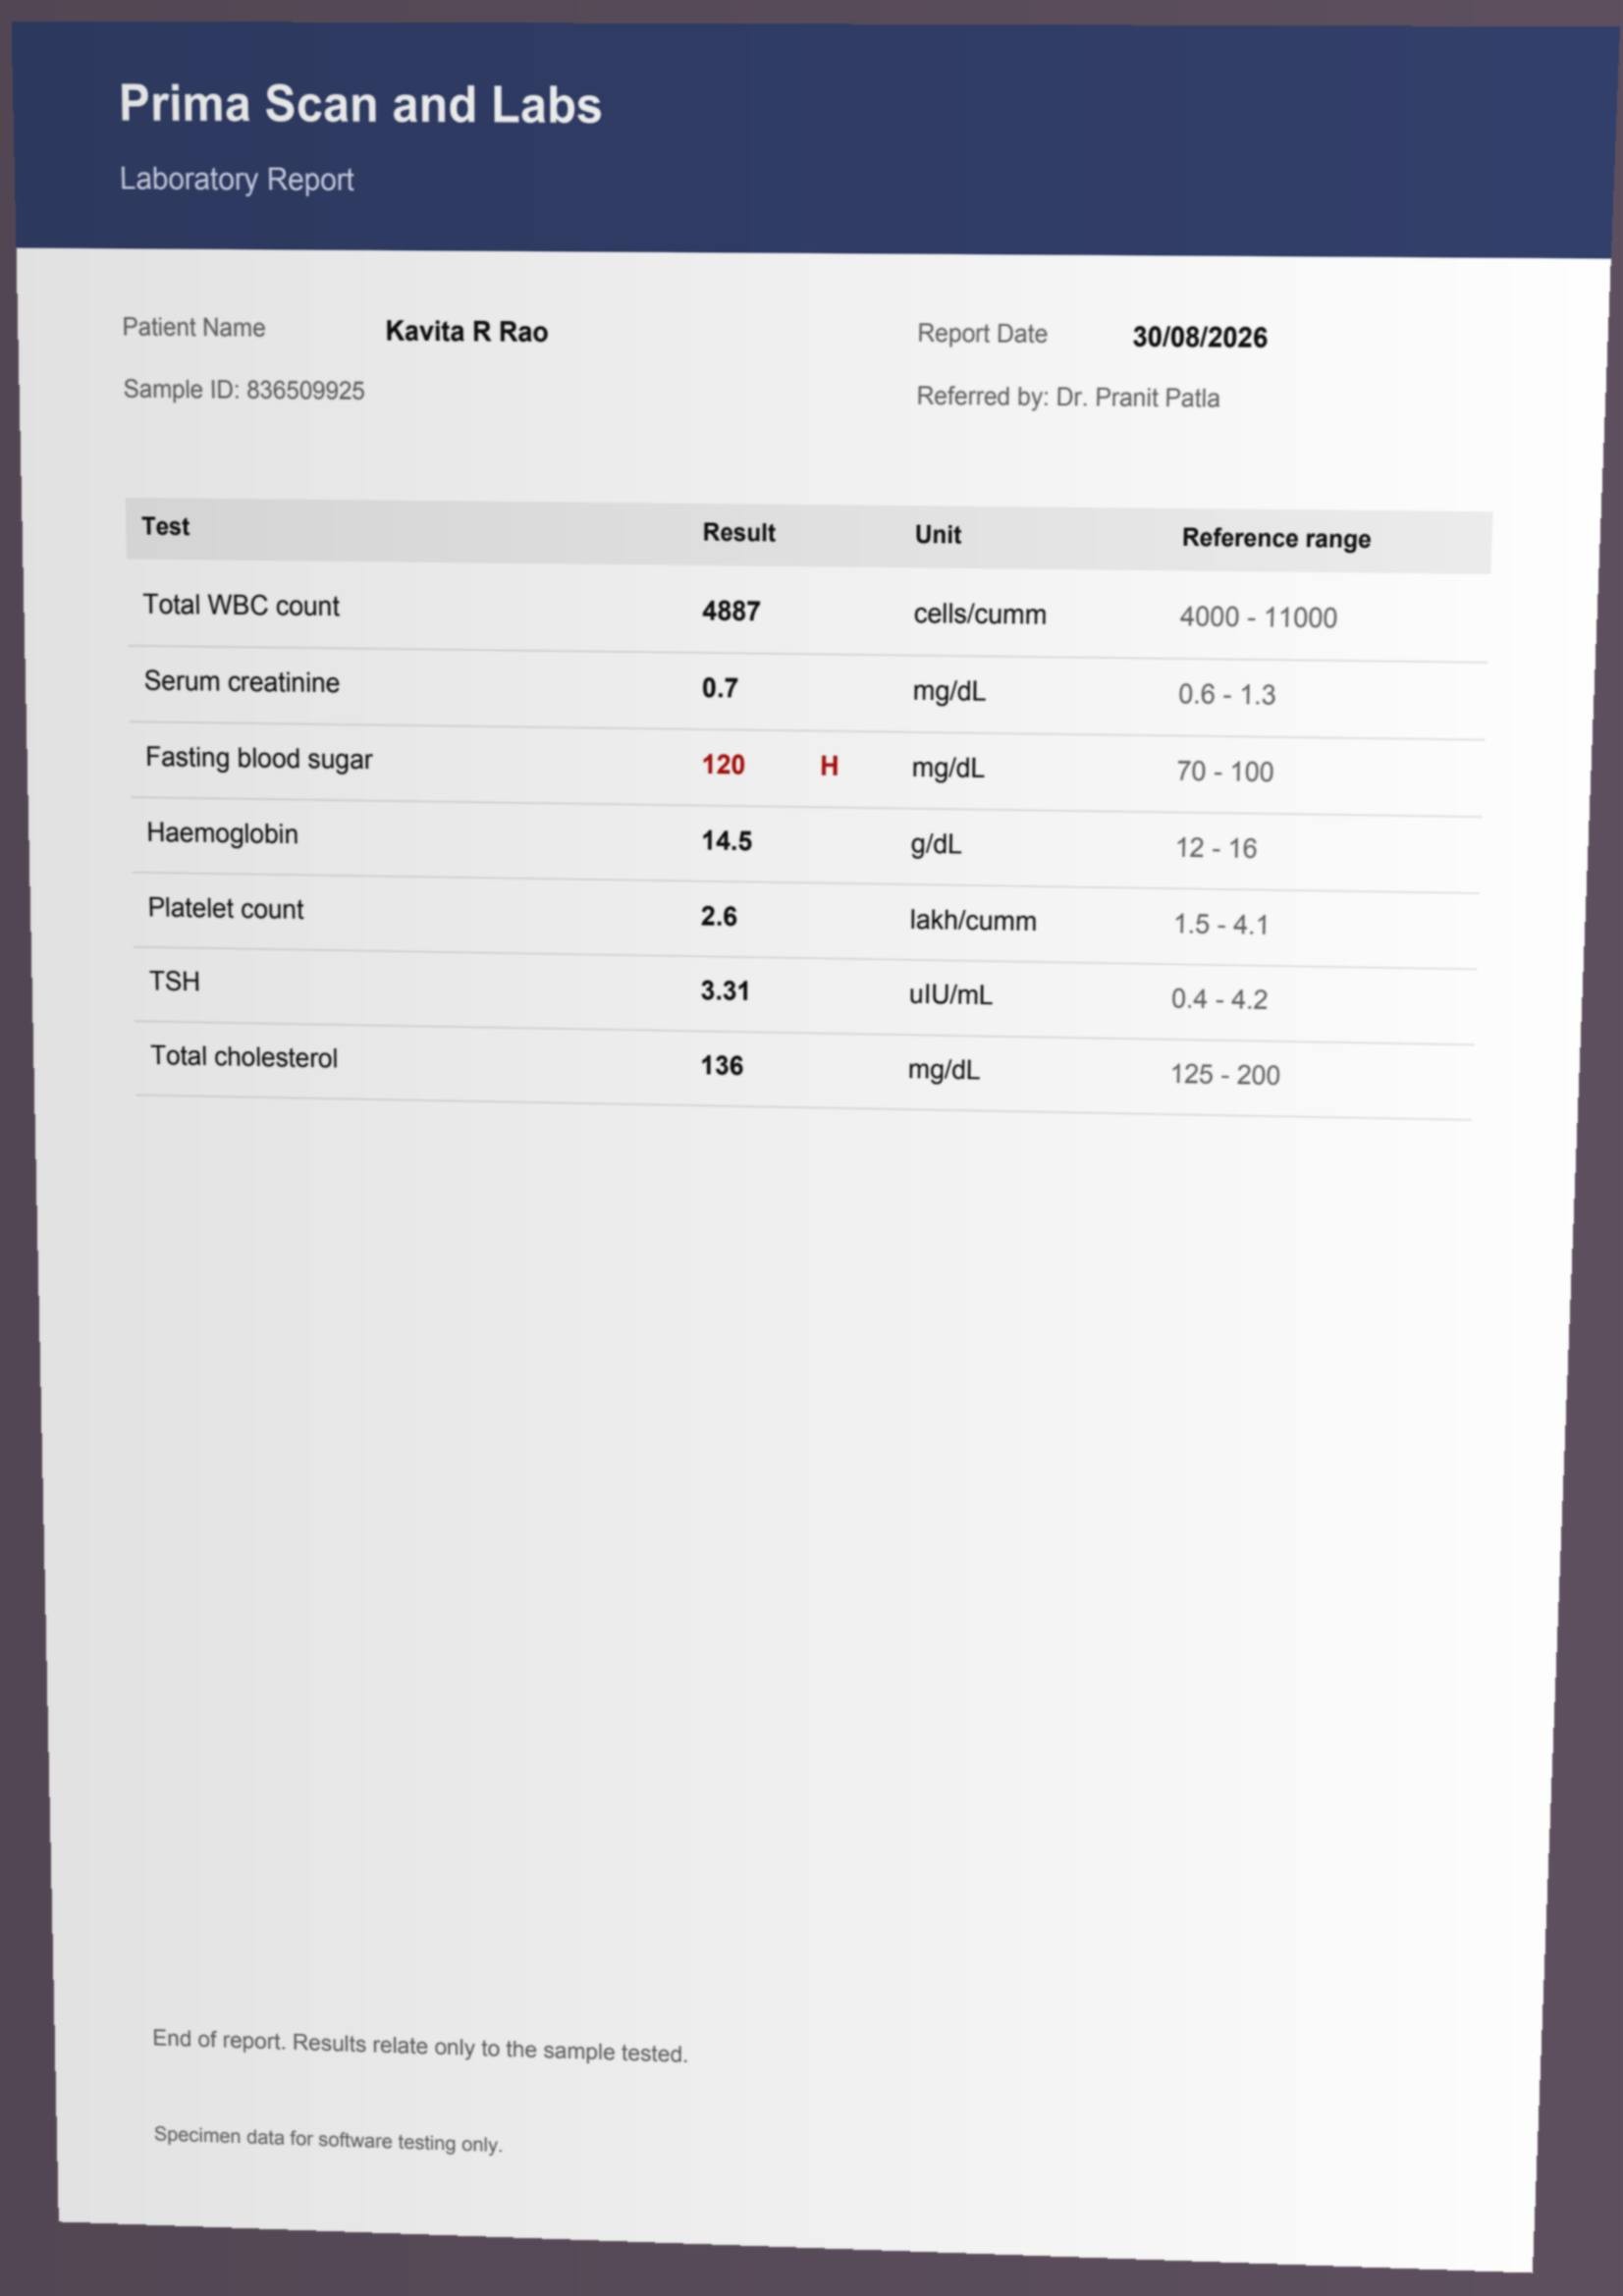 Prima Scan and Labs
Laboratory Report
Patient Name Kavita R Rao Report Date 30/08/2026
Sample ID: 836509925 Referred by: Dr. Pranit Patla
Test Result Unit Reference range
Total WBC count 4887 cells/cumm 4000 - 11000
Serum creatinine 0.7 mg/dL 0.6 - 1.3
Fasting blood sugar 120 H mg/dL 70 - 100
Haemoglobin 14.5 g/dL 12 - 16
Platelet count 2.6 lakh/cumm 1.5 - 4.1
TSH 3.31 uIU/mL 0.4 - 4.2
Total cholesterol 136 mg/dL 125 - 200
End of report. Results relate only to the sample tested.
Specimen data for software testing only.